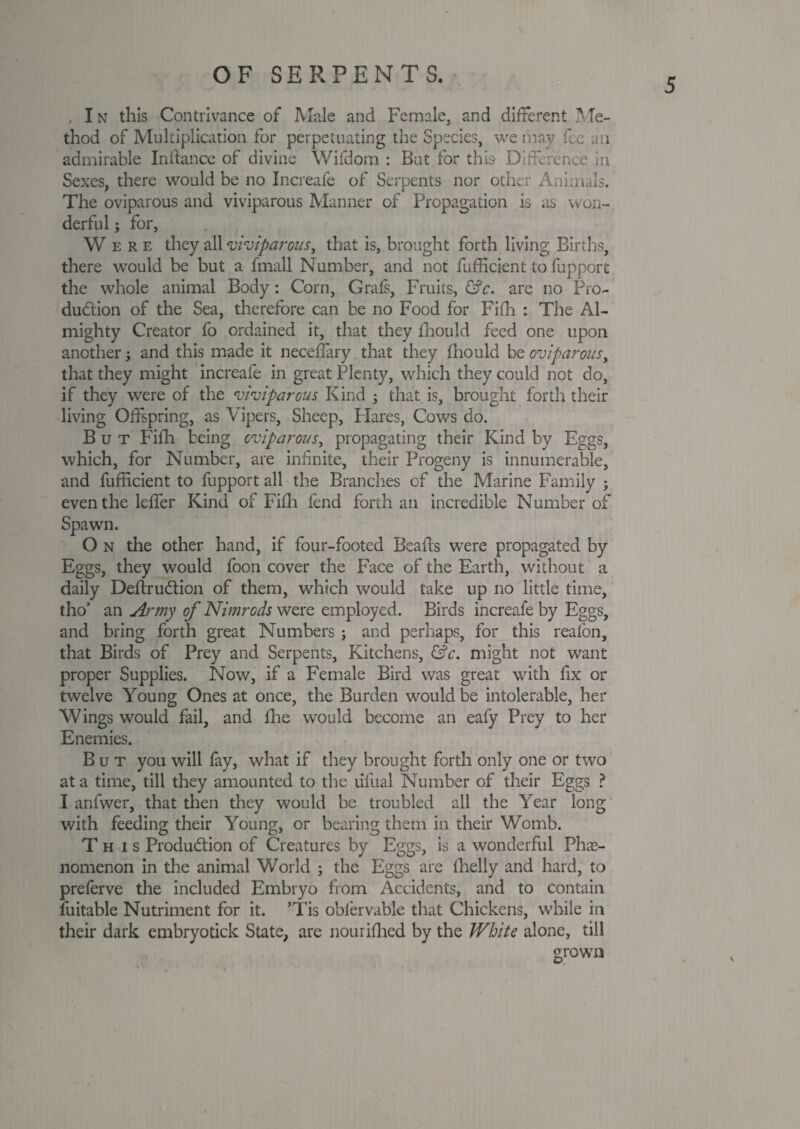 OF SERPENTS.
5
In this Contrivance of Male and Female, and different Me-
thod of Multiplication for perpetuating the Species, we may ſee an
admirable Inſtance of divine Wiſdom : But for this Difference in
Sexes, there would be no Increaſe of Serpents nor other Animals.
The oviparous and viviparous Manner of Propagation is as won-
derful ; for,
WERE they all viviparous, that is, brought forth living Births,
there would be but a ſmall Number, and not ſufficient to ſupport
the whole animal Body : Corn, Graſs, Fruits, &c. are no Pro-
duction of the Sea, therefore can be no Food for Fiſh : The Al-
mighty Creator ſo ordained it, that they ſhould feed one upon
another ; and this made it neceſſary that they ſhould be oviparous,
that they might increaſe in great Plenty, which they could not do,
if they were of the viviparous Kind ; that is, brought forth their
living Offspring, as Vipers, Sheep, Hares, Cows do.
BUT Fiſh being oviparous, propagating their Kind by Eggs,
which, for Number, are infinite, their Progeny is innumerable,
and ſufficient to ſupport all the Branches of the Marine Family ;
even the leſſer Kind of Fiſh ſend forth an incredible Number of
Spawn.
ON the other hand, if four-footed Beaſts were propagated by
Eggs, they would ſoon cover the Face of the Earth, without a
daily Deſtruction of them, which would take up no little time,
tho' an Army of Nimrods were employed. Birds increaſe by Eggs,
and bring forth great Numbers ; and perhaps, for this reaſon,
that Birds of Prey and Serpents, Kitchens, &c. might not want
proper Supplies. Now, if a Female Bird was great with ſix or
twelve Young Ones at once, the Burden would be intolerable, her
Wings would fail, and ſhe would become an eaſy Prey to her
Enemies.
BUT you will ſay, what if they brought forth only one or two
at a time, till they amounted to the uſual Number of their Eggs ?
I anſwer, that then they would be troubled all the Year long
with feeding their Young, or bearing them in their Womb.
THIS Production of Creatures by Eggs, is a wonderful Phæ-
nomenon in the animal World ; the Eggs are ſhelly and hard, to
preſerve the included Embryo from Accidents, and to contain
ſuitable Nutriment for it. 'Tis obſervable that Chickens, while in
their dark embryotick State, are nouriſhed by the White alone, till
grown